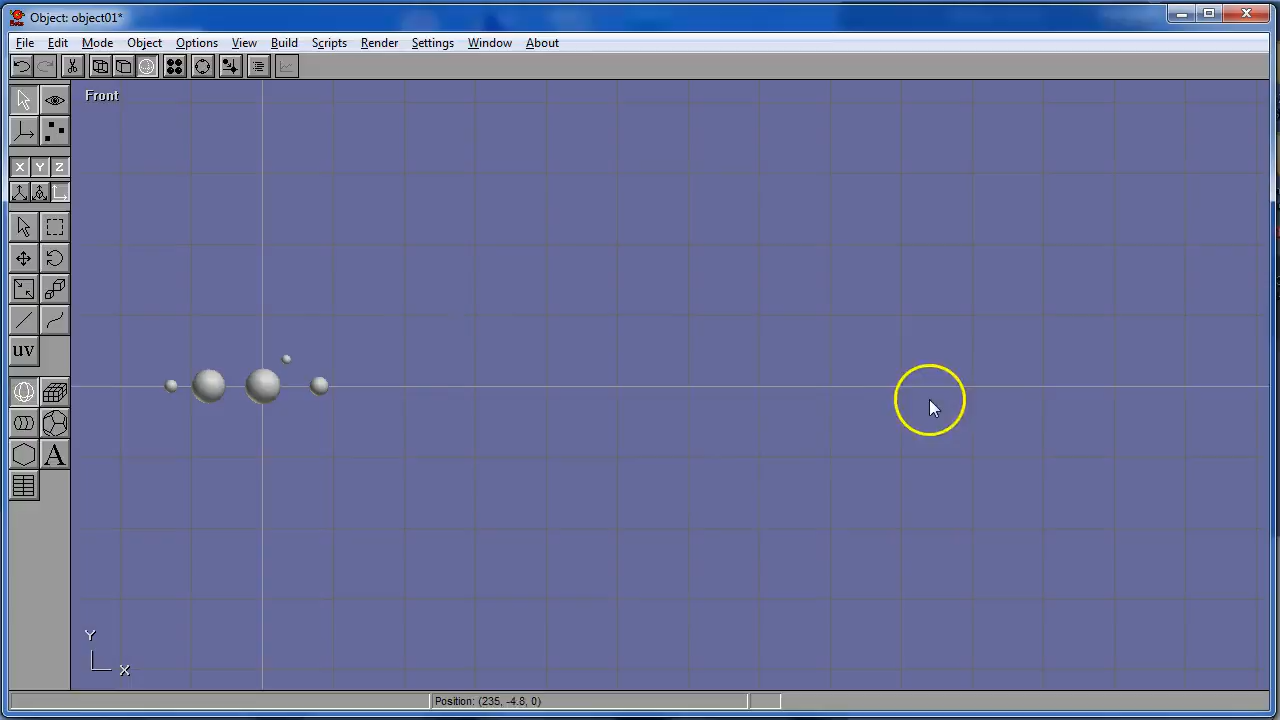 Object: object01*
File Edit Mode Object Options View Build Scripts Render Settings Window About
Front
X Y Z
uv
A
Y
X
Position: (235, -4.8, 0)